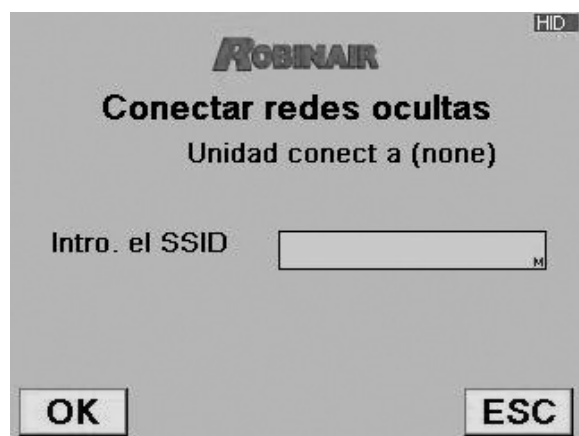 HID
ROBINAIR
Conectar redes ocultas
Unidad conect a (none)
Intro. el SSID
M
OK
ESC